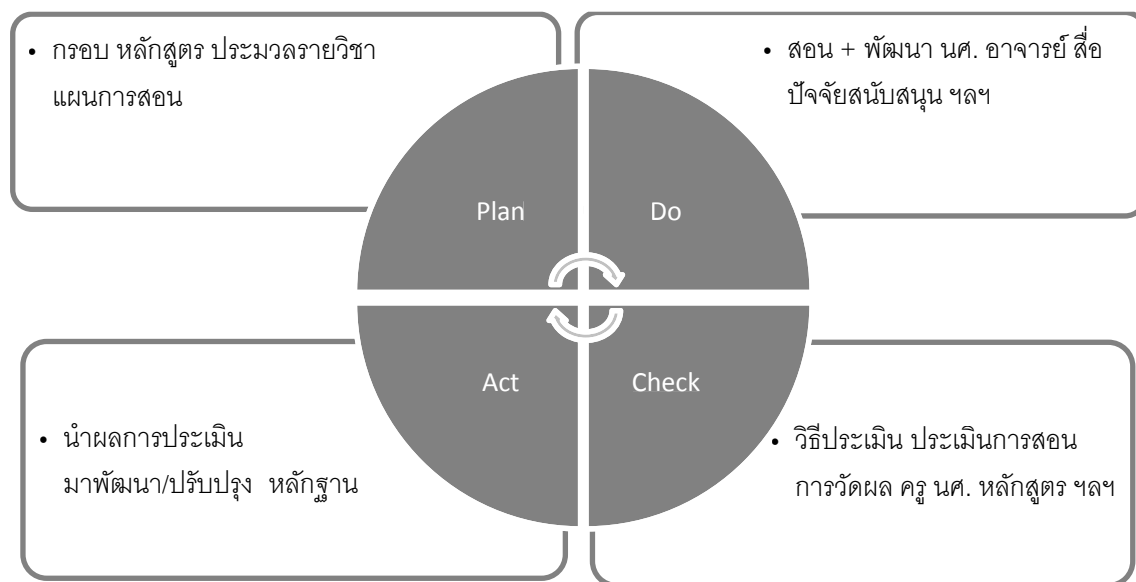 • กรอบ หลักสูตร ประมวลรายวิชา
แผนการสอน
• สอน + พัฒนา นศ. อาจารย์ สื่อ
ปัจจัยสนับสนุน ฯลฯ
Plan
Do
Act
Check
• นำผลการประเมิน
มาพัฒนา/ปรับปรุง หลักฐาน
• วิธีประเมิน ประเมินการสอน
การวัดผล ครู นศ. หลักสูตร ฯลฯ